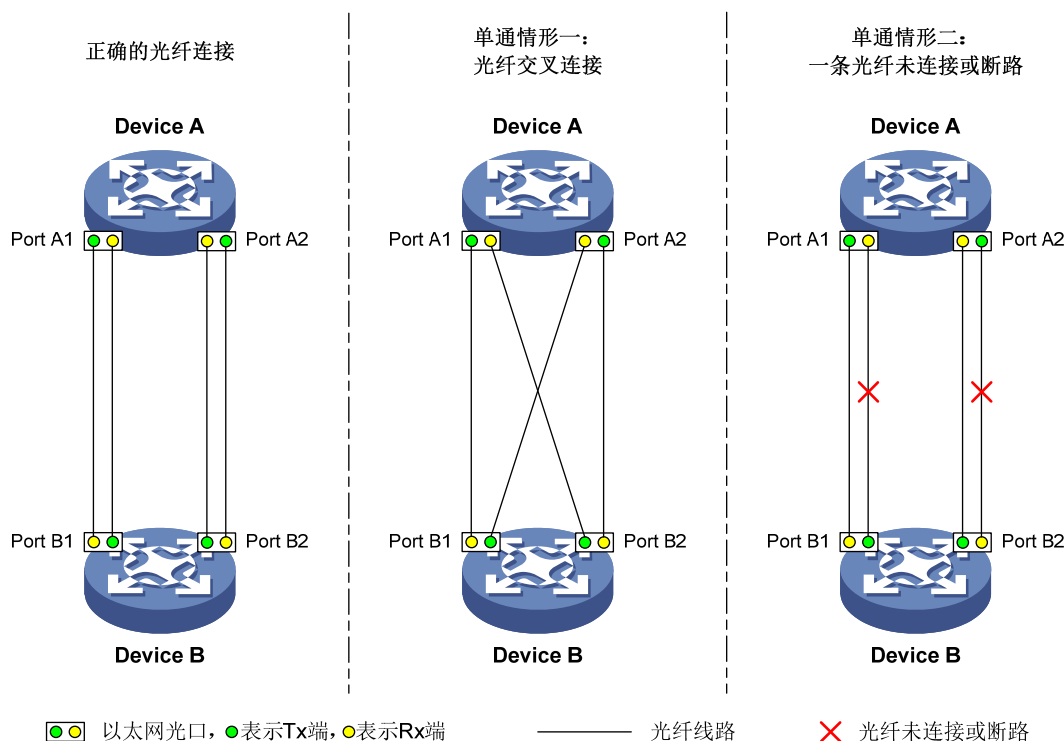 正确的光纤连接
单通情形一：
光纤交叉连接
单通情形二：
一条光纤未连接或断路
Device A
Device A
Device A
Port A1
Port A2
Port A1
Port A2
Port A1
Port A2
Port B1
Port B2
Port B1
Port B2
Port B1
Port B2
Device B
Device B
Device B
以太网光口，表示Tx端，表示Rx端
光纤线路
光纤未连接或断路